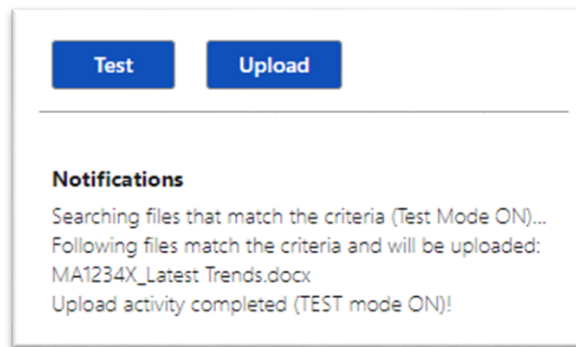 Test Upload
Notifications
Searching files that match the criteria (Test Mode ON)...
Following files match the criteria and will be uploaded:
MA1234X_Latest Trends.docx
Upload activity completed (TEST mode ON)!